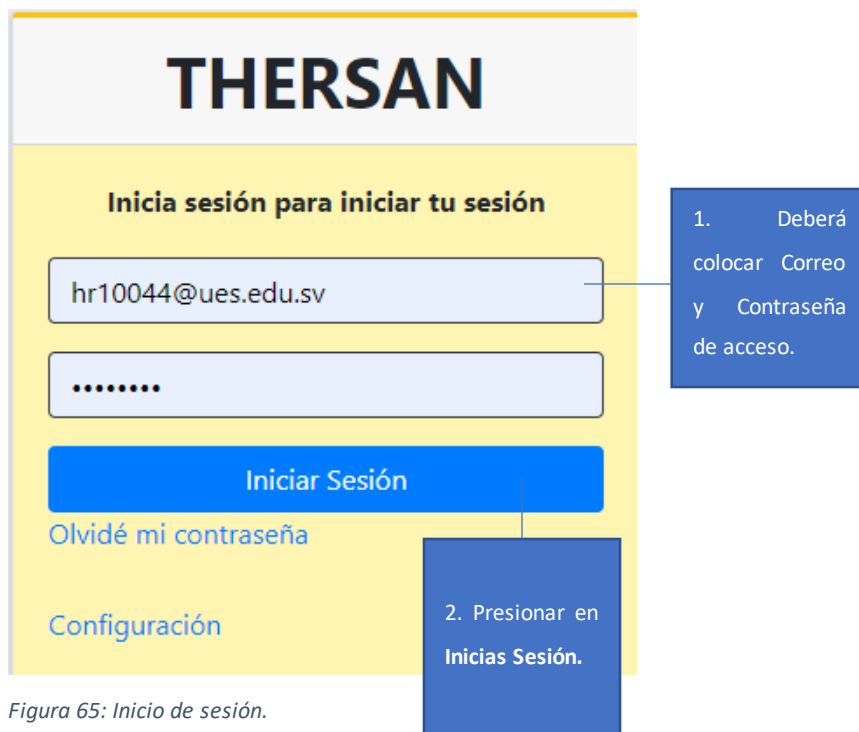 THERSAN
Inicia sesión para iniciar tu sesión
hr10044@ues.edu.sv
••••••••
Iniciar Sesión
Olvidé mi contraseña
Configuración
1. Deberá
colocar Correo
y Contraseña
de acceso.
2. Presionar en
Inicias Sesión.
Figura 65: Inicio de sesión.